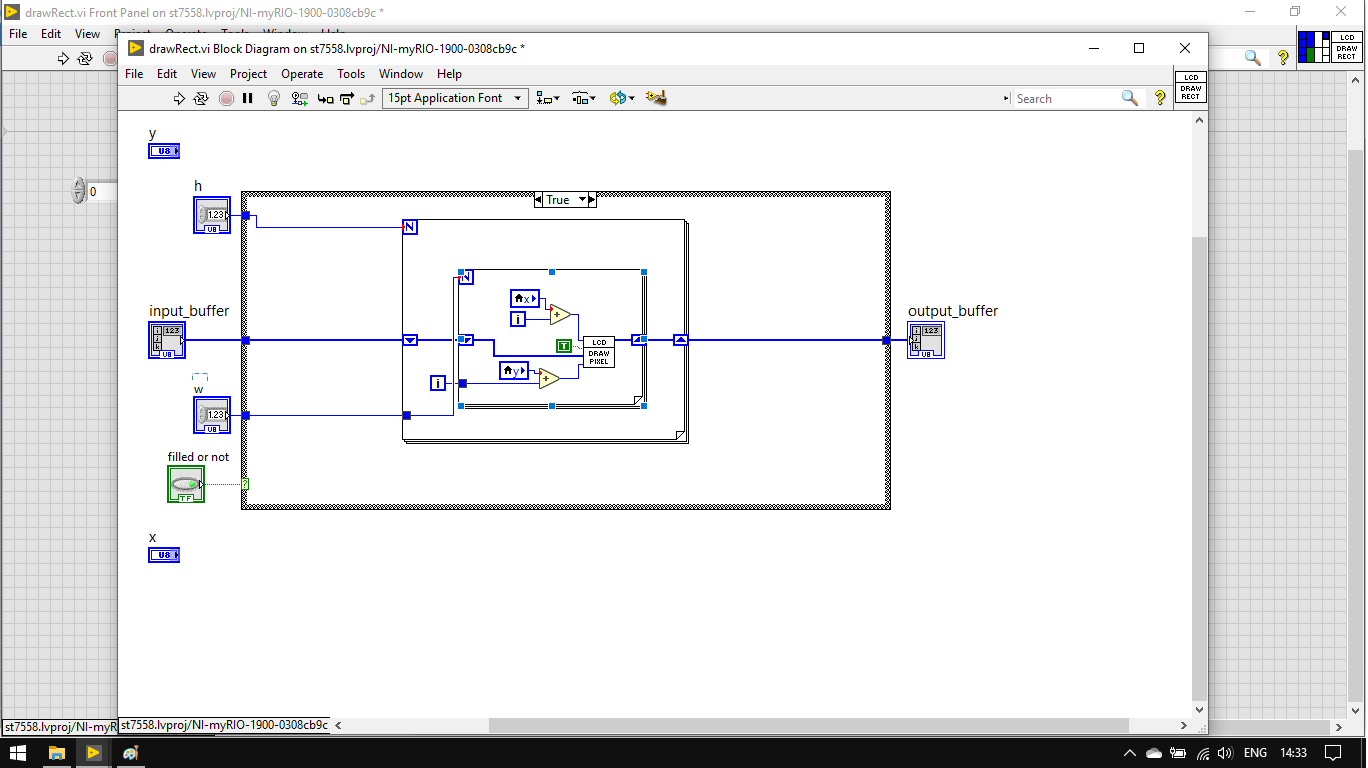 drawRect.vi Front Panel on st7558.lvproj/NI-myRIO-1900-0308cb9c *
File Edit View Project Operate Tools Window Help
LCD
DRAW
RECT
drawRect.vi Block Diagram on st7558.lvproj/NI-myRIO-1900-0308cb9c *
File Edit View Project Operate Tools Window Help
15pt Application Font
Search
LCD
DRAW
RECT
y
U8
0
h
1.23
U8
True
N
N
x
i
input_buffer
123
i
j
k
U8
T
LCD
DRAW
PIXEL
y
i
output_buffer
123
i
j
k
U8
w
1.23
U8
filled or not
TF
?
x
U8
st7558.lvproj/NI-myR
st7558.lvproj/NI-myRIO-1900-0308cb9c
ENG
14:33